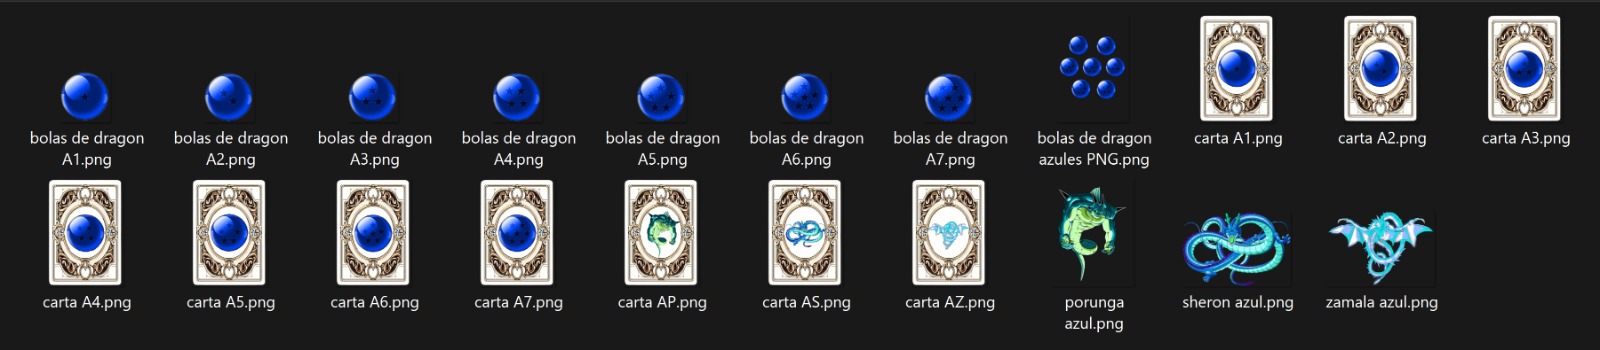 bolas de dragon
A1.png
bolas de dragon
A2.png
bolas de dragon
A3.png
bolas de dragon
A4.png
bolas de dragon
A5.png
bolas de dragon
A6.png
bolas de dragon
A7.png
bolas de dragon
azules PNG.png
carta A1.png
carta A2.png
carta A3.png
carta A4.png
carta A5.png
carta A6.png
carta A7.png
carta AP.png
carta AS.png
carta AZ.png
porunga
azul.png
sheron azul.png
zamala azul.png